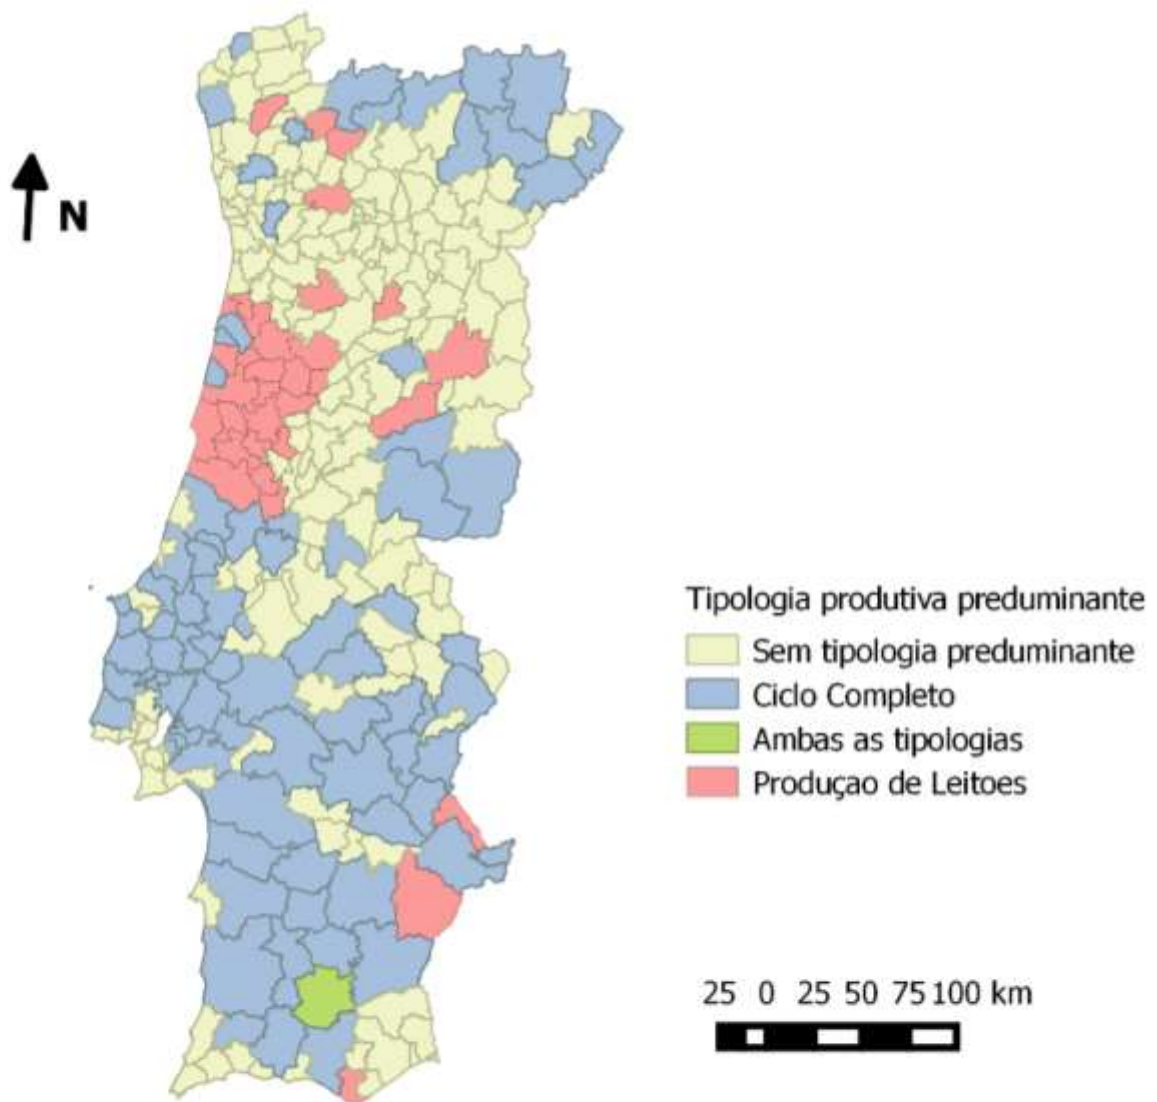 N
Tipologia produtiva preduminante
Sem tipologia preduminante
Ciclo Completo
Ambas as tipologias
Produçao de Leitoes
25 0 25 50 75 100 km